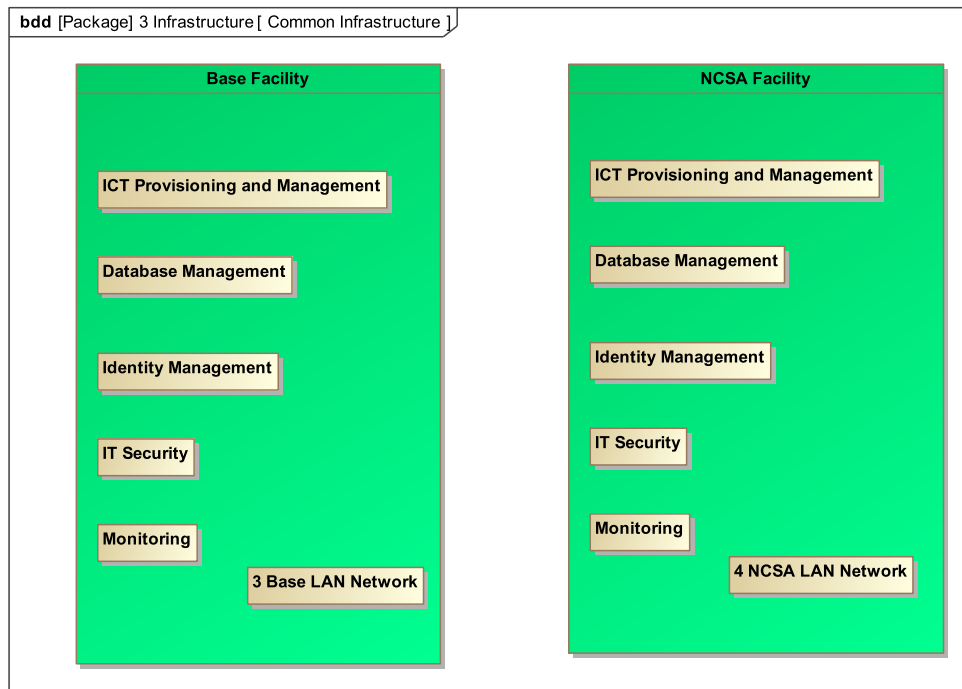 bdd [Package] 3 Infrastructure [ Common Infrastructure ]
Base Facility
ICT Provisioning and Management
Database Management
Identity Management
IT Security
Monitoring
3 Base LAN Network
NCSA Facility
ICT Provisioning and Management
Database Management
Identity Management
IT Security
Monitoring
4 NCSA LAN Network